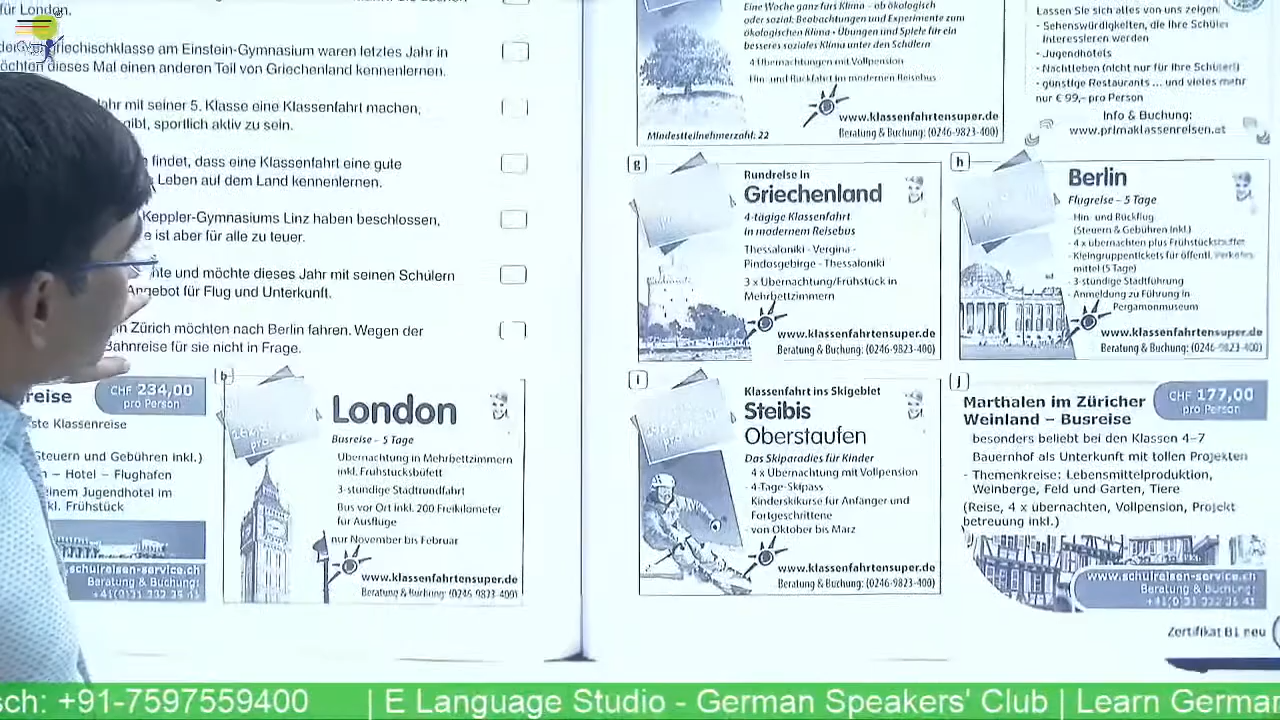 für London.
Griechischklasse am Einstein-Gymnasium waren letztes Jahr in
möchten dieses Mal einen anderen Teil von Griechenland kennenlernen.
Jahr mit seiner 5. Klasse eine Klassenfahrt machen,
gibt, sportlich aktiv zu sein.
findet, dass eine Klassenfahrt eine gute
Leben auf dem Land kennenlernen.
Keppler-Gymnasiums Linz haben beschlossen,
e ist aber für alle zu teuer.
hte und möchte dieses Jahr mit seinen Schülern
Angebot für Flug und Unterkunft.
in Zürich möchten nach Berlin fahren. Wegen der
Bahnreise für sie nicht in Frage.
reise
CHF 234,00
pro Person
ste Klassenreise
Steuern und Gebühren inkl.)
n – Hotel – Flughafen
einem Jugendhotel im
kl. Frühstück
schulreisen-service.ch
Beratung & Buchung:
b
London
Busreise – 5 Tage
Übernachtung in Mehrbettzimmern
inkl. Frühstücksbüfett
3-stündige Stadtrundfahrt
Bus vor Ort inkl. 200 Freikilometer
für Ausflüge
nur November bis Februar
www.klassenfahrtensuper.de
Beratung & Buchung: (0246-9823-400)
Eine Woche ganz fürs Klima – ob ökologisch
oder sozial: Beobachtungen und Experimente zum
ökologischen Klima • Übungen und Spiele für ein
besseres soziales Klima unter den Schülern
4 Übernachtungen mit Vollpension
Hin- und Rückfahrt im modernen Reisebus
www.klassenfahrtensuper.de
Mindestteilnehmerzahl: 22
Beratung & Buchung: (0246-9823-400)
Lassen Sie sich alles von uns zeigen:
- Sehenswürdigkeiten, die Ihre Schüler
interessieren werden
- Jugendhotels
- Nachtleben (nicht nur für Ihre Schüler!)
- günstige Restaurants ... und vieles mehr
nur € 99,- pro Person
Info & Buchung:
www.primaklassenreisen.at
g
Rundreise in
Griechenland
4-tägige Klassenfahrt
in modernem Reisebus
Thessaloniki - Vergina -
Pindosgebirge - Thessaloniki
3 x Übernachtung/Frühstück in
Mehrbettzimmern
www.klassenfahrtensuper.de
Beratung & Buchung: (0246-9823-400)
h
Berlin
Flugreise – 5 Tage
- Hin- und Rückflug
(Steuern & Gebühren inkl.)
- 4 x übernachten plus Frühstücksbuffet
- Kleingruppentickets für öffentl. Verkehrs-
mittel (5 Tage)
- 3-stündige Stadtführung
- Anmeldung zu Führung in
Pergamonmuseum
www.klassenfahrtensuper.de
Beratung & Buchung: (0246-9823-400)
i
Klassenfahrt ins Skigebiet
Steibis
Oberstaufen
Das Skiparadies für Kinder
4 x Übernachtung mit Vollpension
- 4-Tage-Skipass
Kinderskikurse für Anfänger und
Fortgeschrittene
- von Oktober bis März
www.klassenfahrtensuper.de
Beratung & Buchung: (0246-9823-400)
j
Marthalen im Züricher
Weinland – Busreise
CHF 177,00
pro Person
besonders beliebt bei den Klassen 4–7
Bauernhof als Unterkunft mit tollen Projekten
- Themenkreise: Lebensmittelproduktion,
Weinberge, Feld und Garten, Tiere
(Reise, 4 x übernachten, Vollpension, Projekt
betreuung inkl.)
www.schulreisen-service.ch
Beratung & Buchung:
+41(0)31 332 35 41
Zertifikat B1 neu
sch: +91-7597559400 | E Language Studio - German Speakers' Club | Learn German